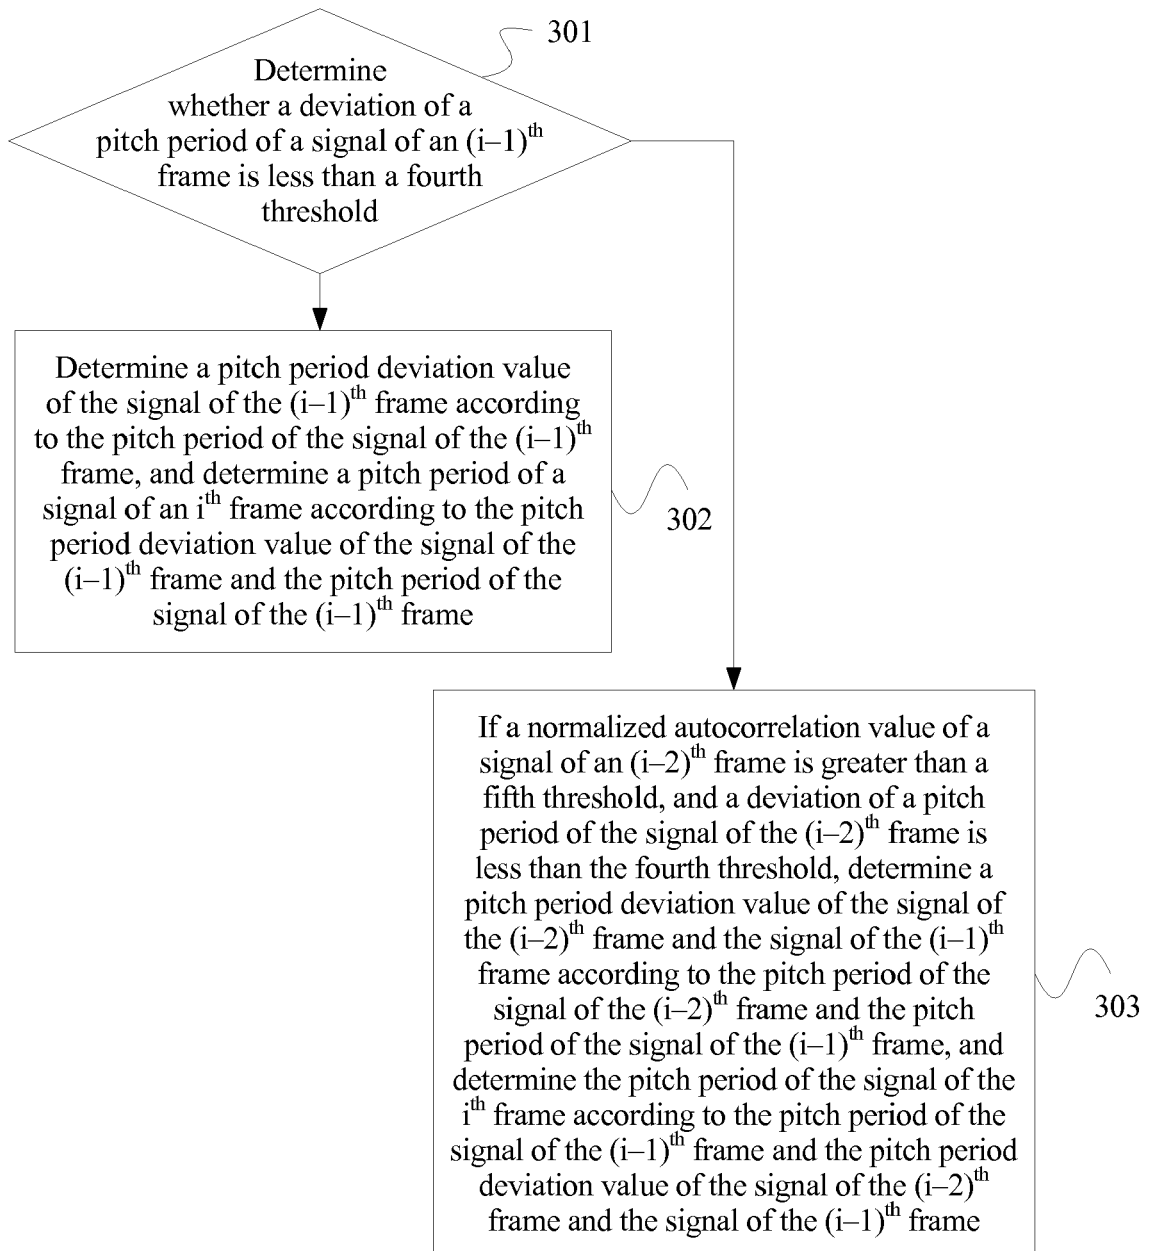 301
Determine
whether a deviation of a
pitch period of a signal of an (i–1)th
frame is less than a fourth
threshold
Determine a pitch period deviation value
of the signal of the (i–1)th frame according
to the pitch period of the signal of the (i–1)th
frame, and determine a pitch period of a
signal of an ith frame according to the pitch
period deviation value of the signal of the
(i–1)th frame and the pitch period of the
signal of the (i–1)th frame
302
If a normalized autocorrelation value of a
signal of an (i–2)th frame is greater than a
fifth threshold, and a deviation of a pitch
period of the signal of the (i–2)th frame is
less than the fourth threshold, determine a
pitch period deviation value of the signal of
the (i–2)th frame and the signal of the (i–1)th
frame according to the pitch period of the
signal of the (i–2)th frame and the pitch
period of the signal of the (i–1)th frame, and
determine the pitch period of the signal of the
ith frame according to the pitch period of the
signal of the (i–1)th frame and the pitch period
deviation value of the signal of the (i–2)th
frame and the signal of the (i–1)th frame
303